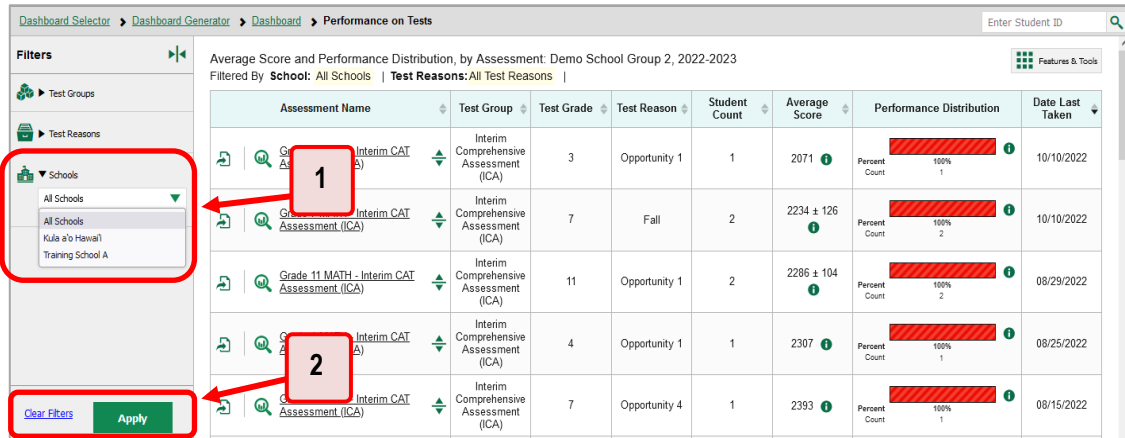 Dashboard Selector > Dashboard Generator > Dashboard > Performance on Tests
Enter Student ID
Filters
Test Groups
Test Reasons
Schools
All Schools
All Schools
Kula aʻo Hawaiʻi
Training School A
Clear Filters
Apply
1
2
Average Score and Performance Distribution, by Assessment: Demo School Group 2, 2022-2023
Filtered By School: All Schools | Test Reasons:All Test Reasons |
Features & Tools
Assessment Name Test Group Test Grade Test Reason Student Count Average Score Performance Distribution Date Last Taken
Interim CAT
Interim Comprehensive Assessment (ICA)
3
Opportunity 1
1
2071
Percent 100%
Count 1
10/10/2022
Interim CAT
Assessment (ICA)
Interim Comprehensive Assessment (ICA)
7
Fall
2
2234 ± 126
Percent 100%
Count 2
10/10/2022
Grade 11 MATH - Interim CAT
Assessment (ICA)
Interim Comprehensive Assessment (ICA)
11
Opportunity 1
2
2286 ± 104
Percent 100%
Count 2
08/29/2022
Interim CAT
Interim Comprehensive Assessment (ICA)
4
Opportunity 1
1
2307
Percent 100%
Count 1
08/25/2022
Interim CAT
Assessment (ICA)
Interim Comprehensive Assessment (ICA)
7
Opportunity 4
1
2393
Percent 100%
Count 1
08/15/2022